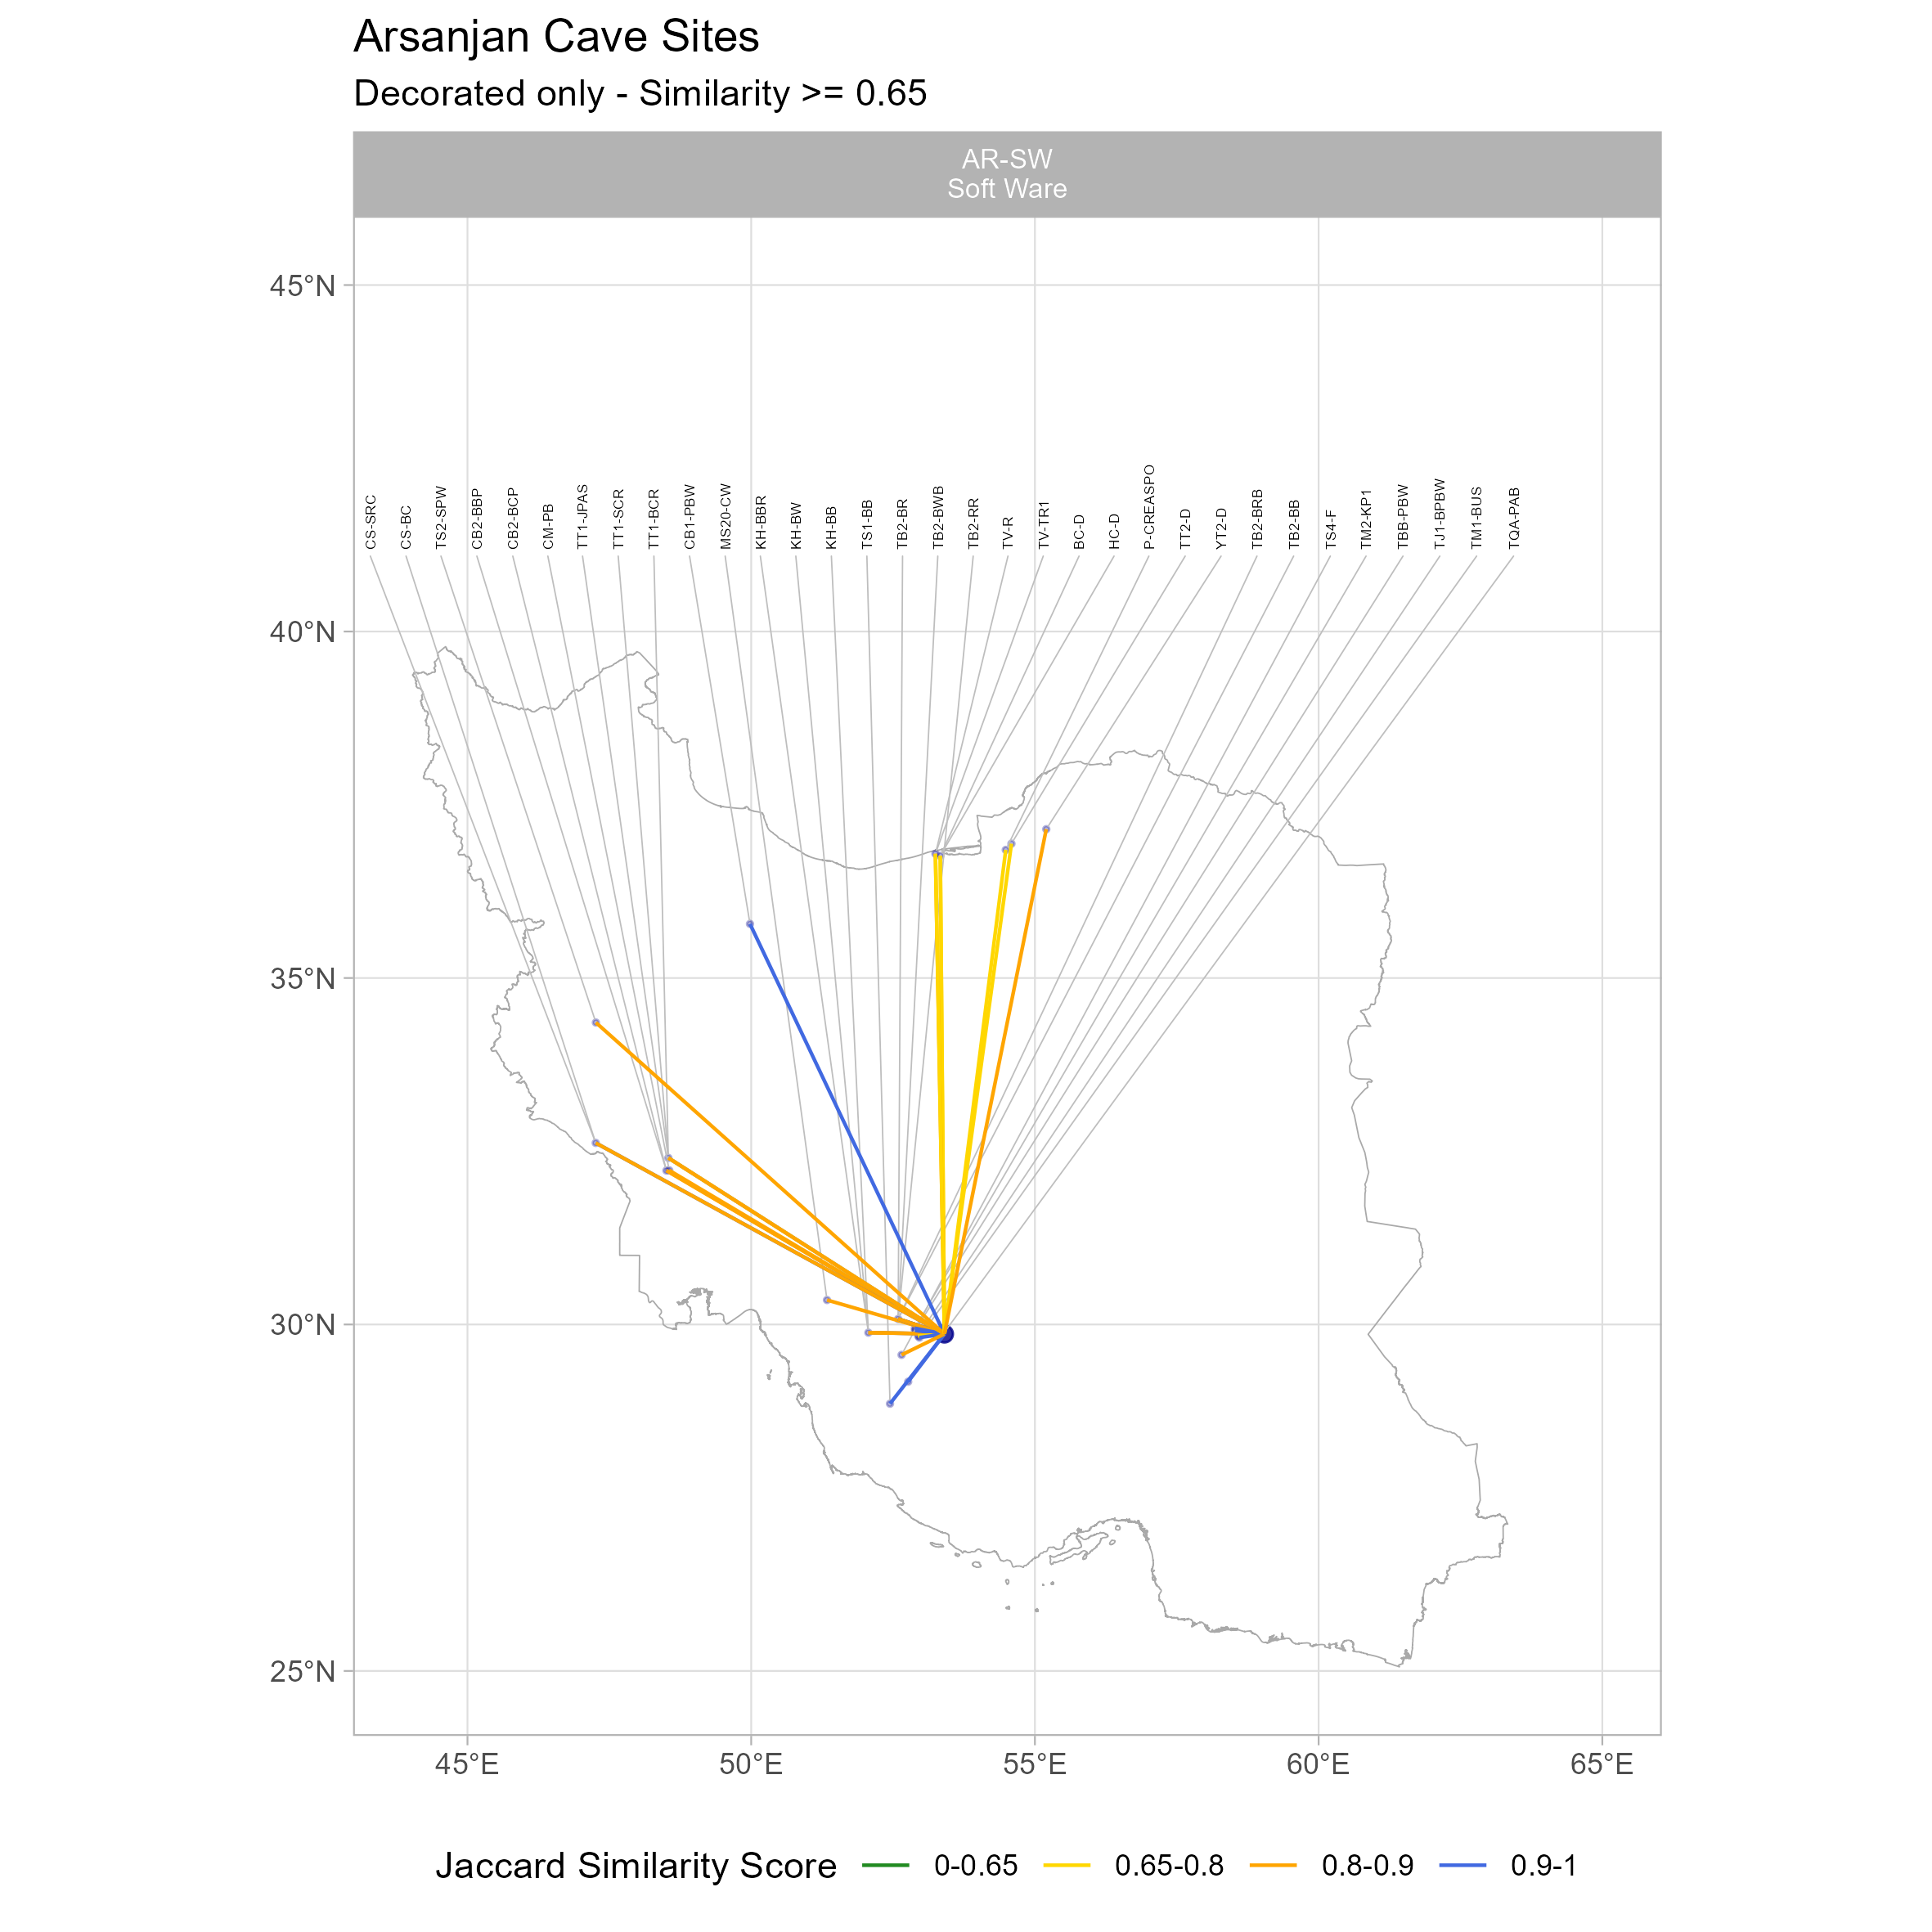 Arsanjan Cave Sites
Decorated only - Similarity >= 0.65
AR-SW
Soft Ware
45°N
40°N
35°N
30°N
25°N
CS-SRC
CS-BC
TS2-SPW
CB2-BBP
CB2-BCP
CM-PB
TT1-JPAS
TT1-SCR
TT1-BCR
CB1-PBW
MS20-CW
KH-BBR
KH-BW
KH-BB
TS1-BB
TB2-BR
TB2-BWB
TB2-RR
TV-R
TV-TR1
BC-D
HC-D
P-CREASPO
TT2-D
YT2-D
TB2-BRB
TB2-BB
TS4-F
TM2-KP1
TBB-PBW
TJ1-BPBW
TM1-BUS
TQA-PAB
45°E 50°E 55°E 60°E 65°E
Jaccard Similarity Score 0-0.65 0.65-0.8 0.8-0.9 0.9-1